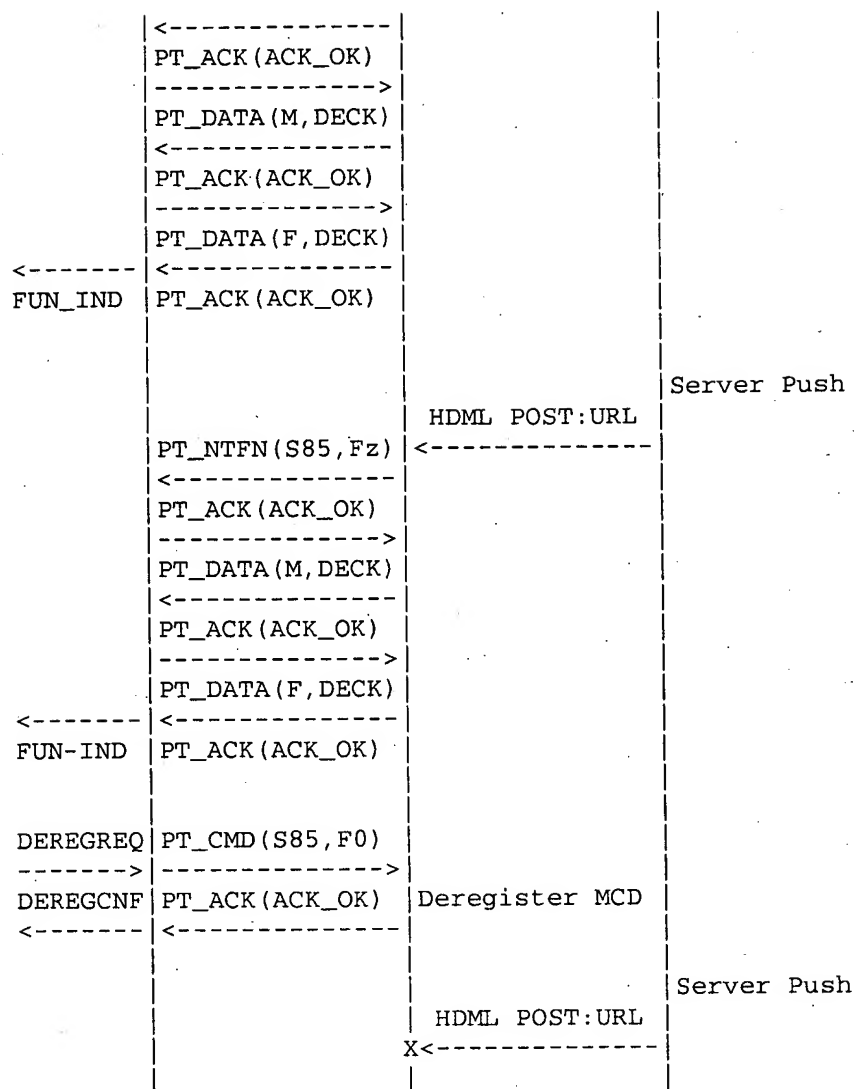 |<-------------- | |
|PT_ACK(ACK_OK) | |
|--------------> | |
|PT_DATA(M,DECK)| |
|<-------------- | |
|PT_ACK(ACK_OK) | |
|--------------> | |
|PT_DATA(F,DECK)| |
<------- |<-------------- | |
FUN_IND |PT_ACK(ACK_OK) | |
| | |Server Push
| | HDML POST:URL |
|PT_NTFN(S85,Fz)|<-------------- |
|<-------------- | |
|PT_ACK(ACK_OK) | |
|--------------> | |
|PT_DATA(M,DECK)| |
|<-------------- | |
|PT_ACK(ACK_OK) | |
|--------------> | |
|PT_DATA(F,DECK)| |
<------- |<-------------- | |
FUN-IND |PT_ACK(ACK_OK) | |
DEREGREQ|PT_CMD(S85,F0) | |
-------> |--------------> | |
DEREGCNF|PT_ACK(ACK_OK) |Deregister MCD |
<------- |<-------------- | |
| | |Server Push
| | HDML POST:URL |
| X<-------------- |
| | |